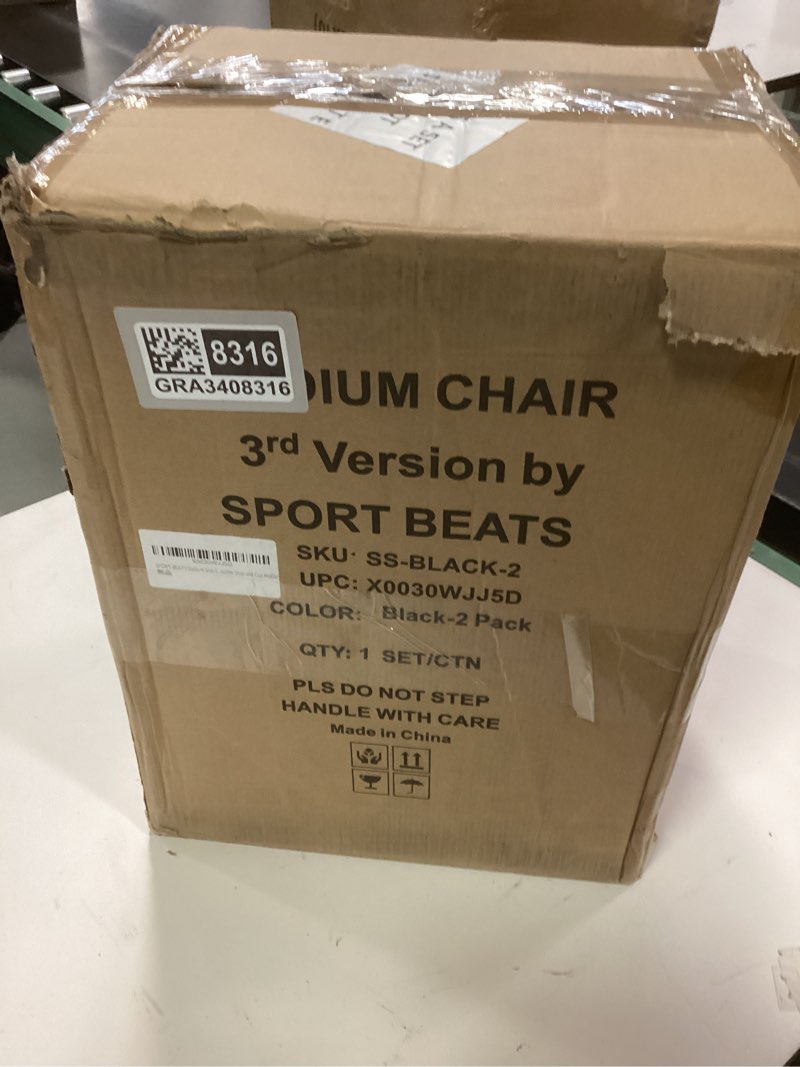 A SET
8316
GRA3408316
DIUM CHAIR
3rd Version by
SPORT BEATS
SKU: SS-BLACK-2
UPC: X0030WJJ5D
COLOR: Black-2 Pack
QTY: 1 SET/CTN
PLS DO NOT STEP
HANDLE WITH CARE
Made in China